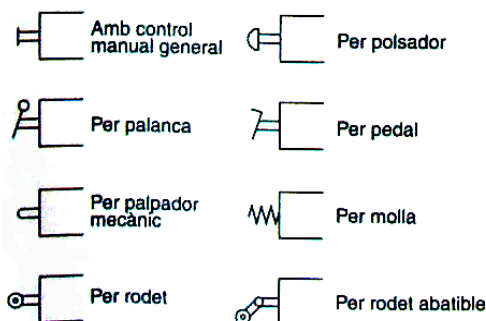 Amb control
manual general
Per polsador
Per palanca
Per pedal
Per palpador
mecànic
Per molla
Per rodet
Per rodet abatible